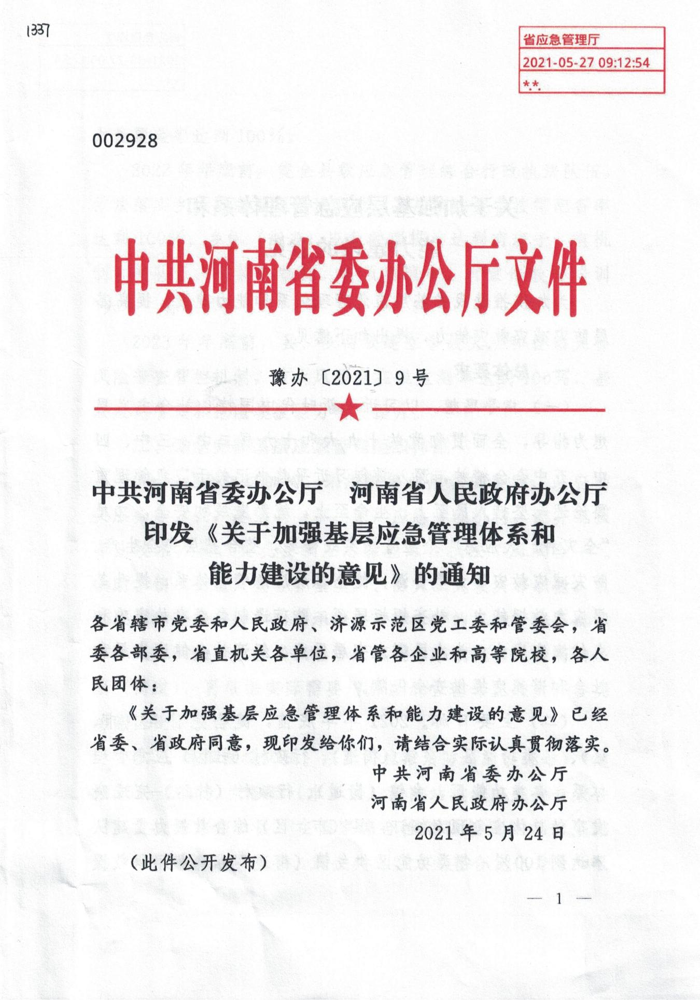 1337
省应急管理厅
2021-05-27 09:12:54
*.*.
002928
中共河南省委办公厅文件
豫办〔2021〕9号
中共河南省委办公厅 河南省人民政府办公厅
印发《关于加强基层应急管理体系和
能力建设的意见》的通知
各省辖市党委和人民政府、济源示范区党工委和管委会，省
委各部委，省直机关各单位，省管各企业和高等院校，各人
民团体：
《关于加强基层应急管理体系和能力建设的意见》已经
省委、省政府同意，现印发给你们，请结合实际认真贯彻落实。
中共河南省委办公厅
河南省人民政府办公厅
2021年5月24日
（此件公开发布）
— 1 —